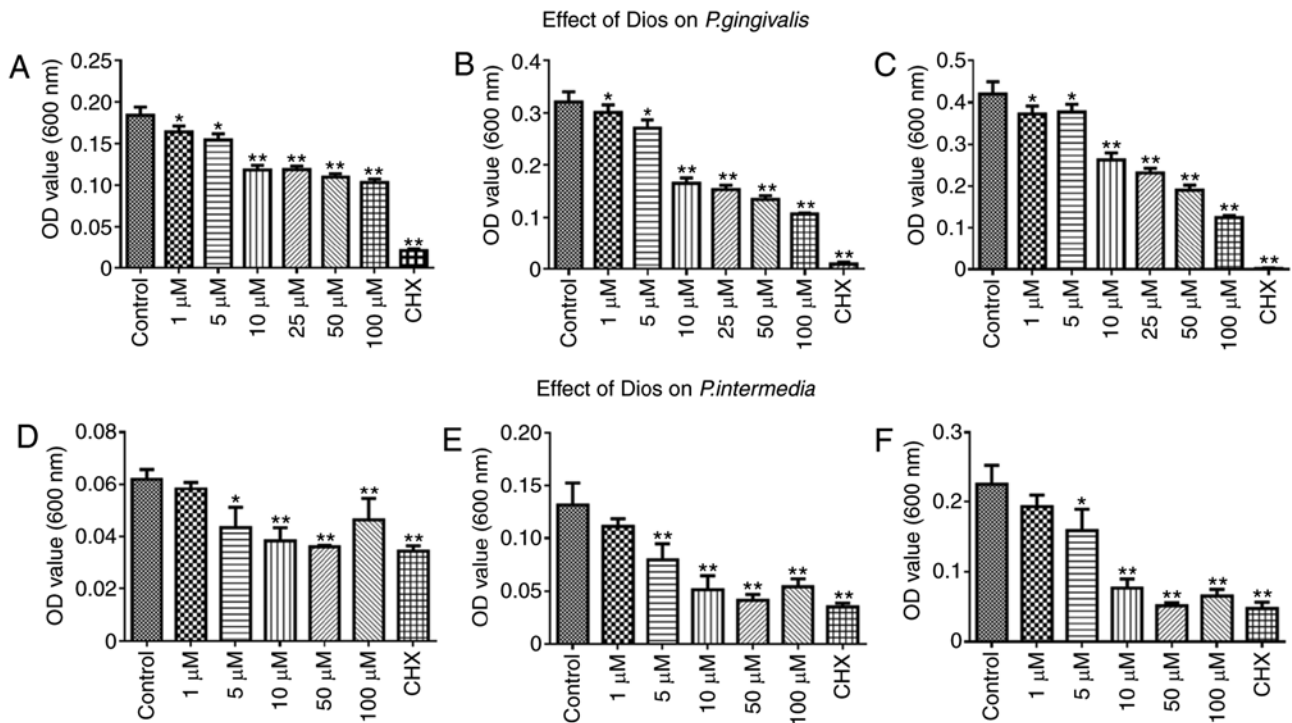 Effect of Dios on P.gingivalis
A
OD value (600 nm)
0.25
0.20
0.15
0.10
0.05
0
*
*
**
**
**
**
**
Control
1 μM
5 μM
10 μM
25 μM
50 μM
100 μM
CHX
B
OD value (600 nm)
0.4
0.3
0.2
0.1
0
*
*
**
**
**
**
**
Control
1 μM
5 μM
10 μM
25 μM
50 μM
100 μM
CHX
C
OD value (600 nm)
0.5
0.4
0.3
0.2
0.1
0
*
*
**
**
**
**
**
Control
1 μM
5 μM
10 μM
25 μM
50 μM
100 μM
CHX
Effect of Dios on P.intermedia
D
OD value (600 nm)
0.08
0.06
0.04
0.02
0
*
**
**
**
**
Control
1 μM
5 μM
10 μM
50 μM
100 μM
CHX
E
OD value (600 nm)
0.20
0.15
0.10
0.05
0
**
**
**
**
**
Control
1 μM
5 μM
10 μM
50 μM
100 μM
CHX
F
OD value (600 nm)
0.3
0.2
0.1
0
*
**
**
**
**
Control
1 μM
5 μM
10 μM
50 μM
100 μM
CHX